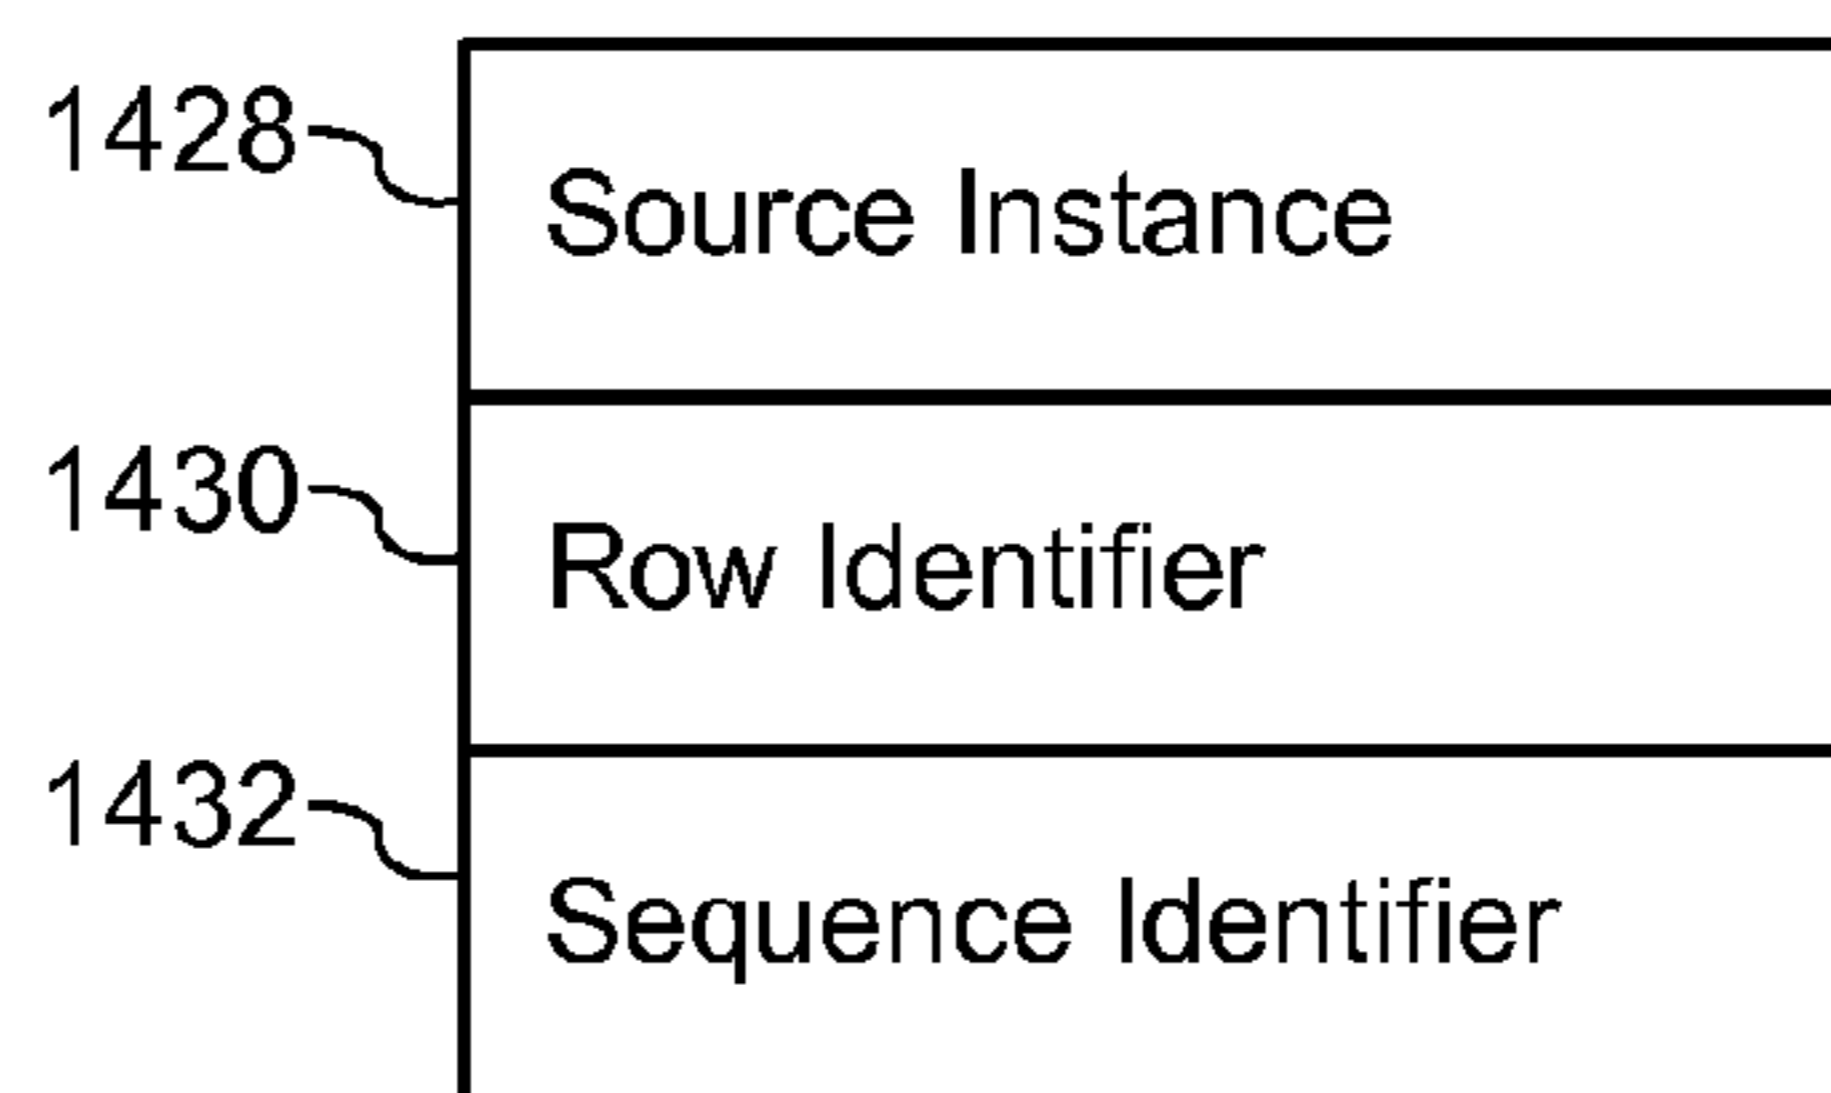 1428
Source Instance
1430
Row Identifier
1432
Sequence Identifier